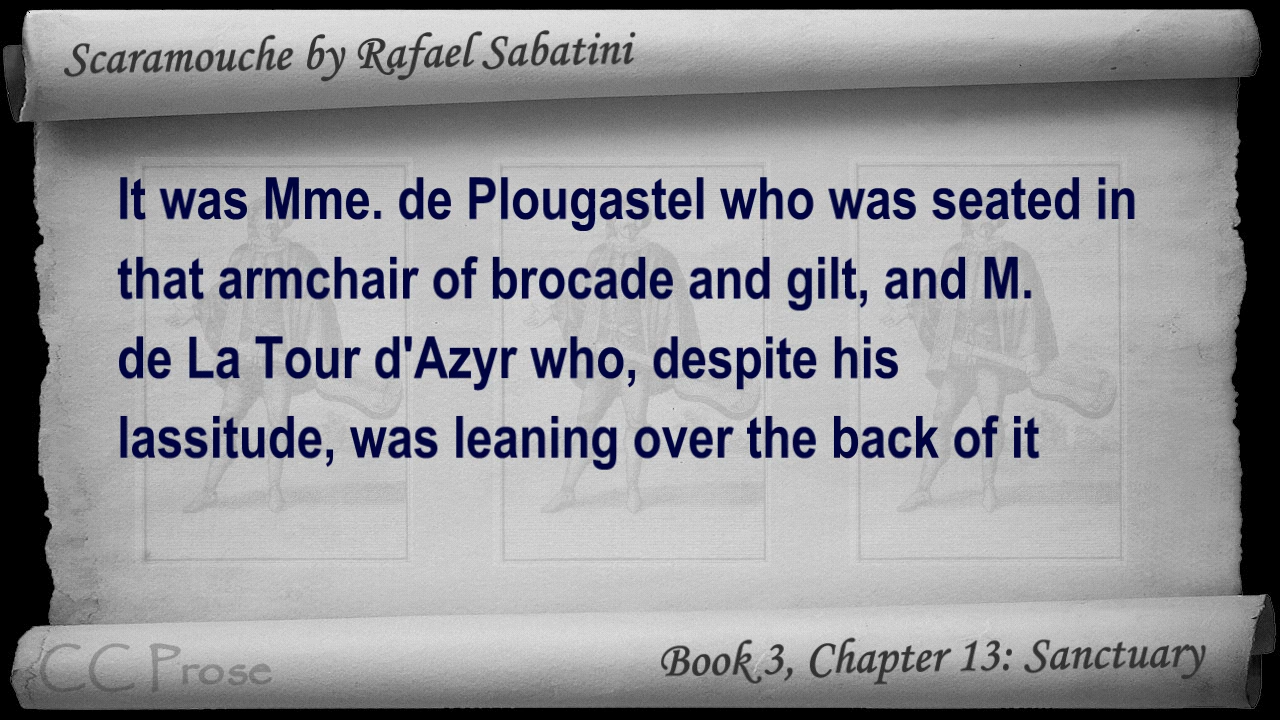 Scaramouche by Rafael Sabatini
It was Mme. de Plougastel who was seated in
that armchair of brocade and gilt, and M.
de La Tour d'Azyr who, despite his
lassitude, was leaning over the back of it
CC Prose
Book 3, Chapter 13: Sanctuary